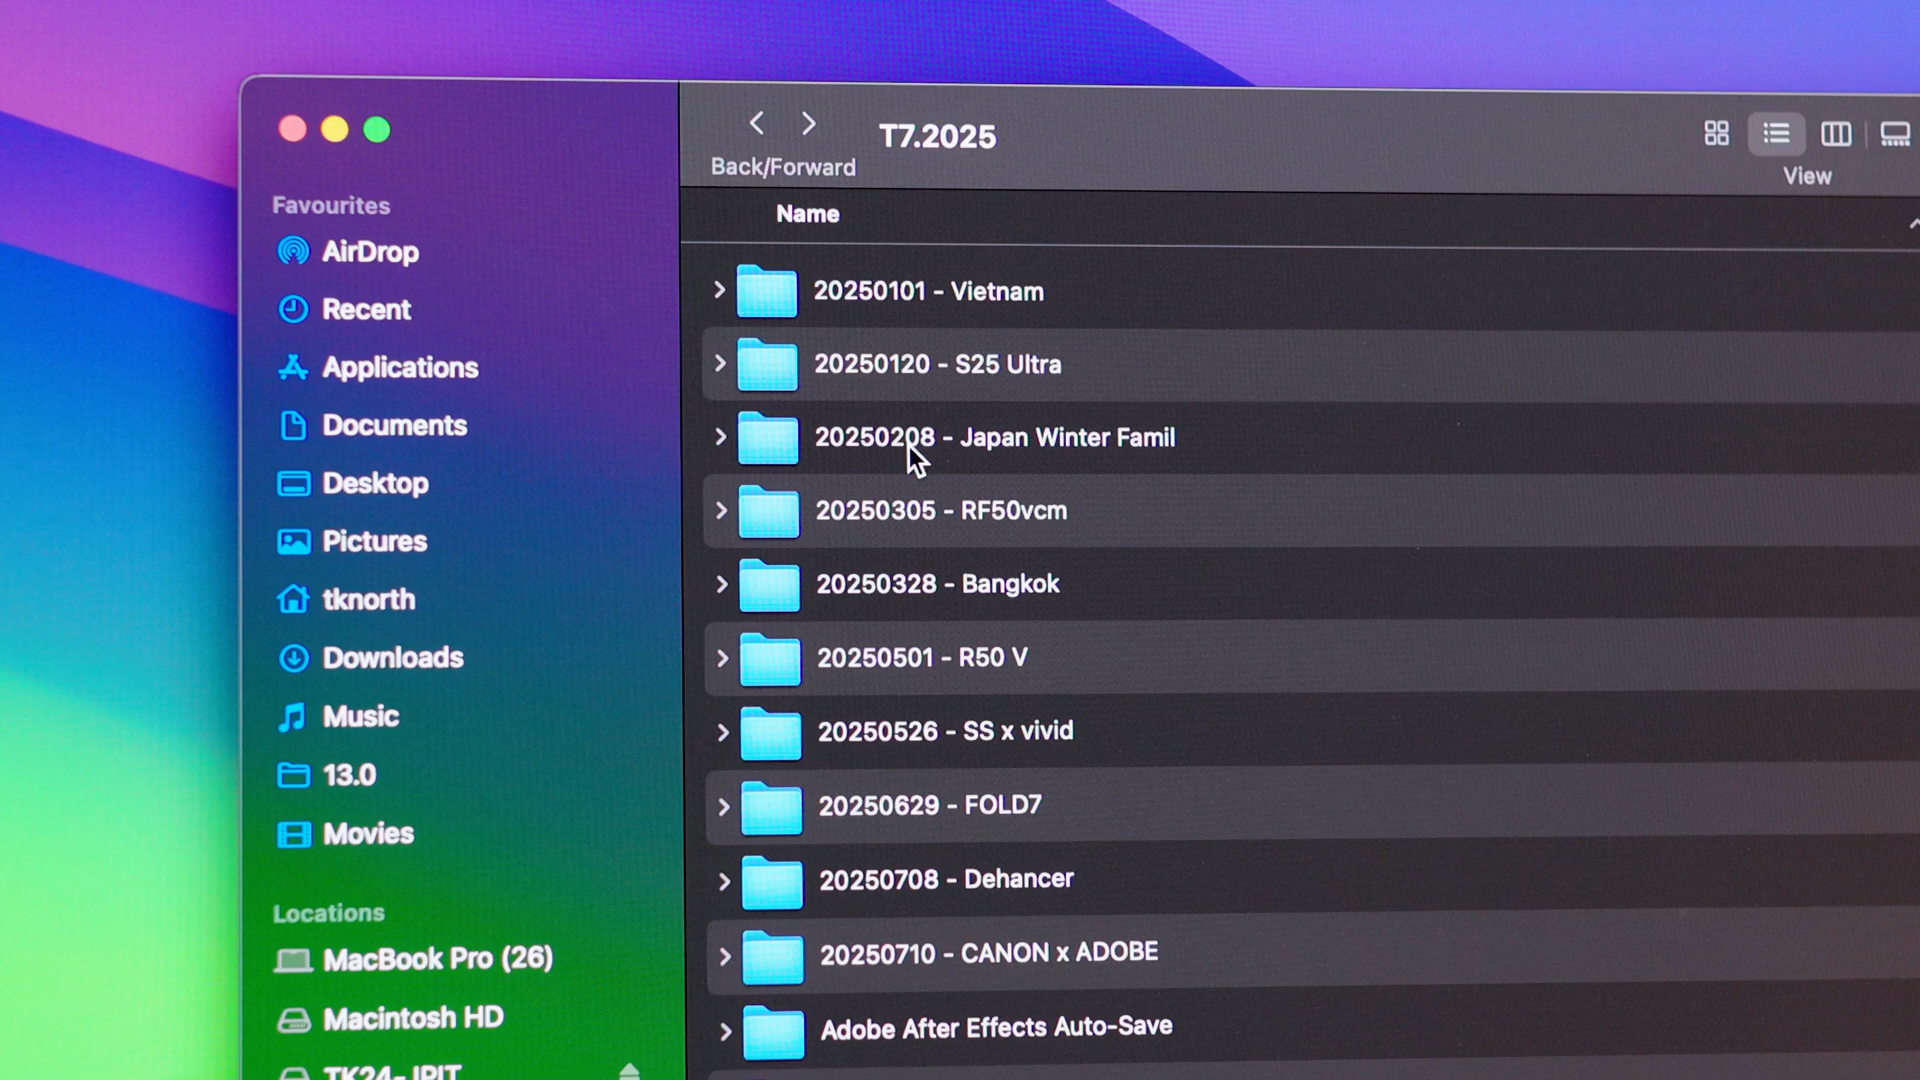 T7.2025
Back/Forward
View
Favourites
AirDrop
Recent
Applications
Documents
Desktop
Pictures
tknorth
Downloads
Music
13.0
Movies
Locations
MacBook Pro (26)
Macintosh HD
Name
20250101 - Vietnam
20250120 - S25 Ultra
20250208 - Japan Winter Famil
20250305 - RF50vcm
20250328 - Bangkok
20250501 - R50 V
20250526 - SS x vivid
20250629 - FOLD7
20250708 - Dehancer
20250710 - CANON x ADOBE
Adobe After Effects Auto-Save